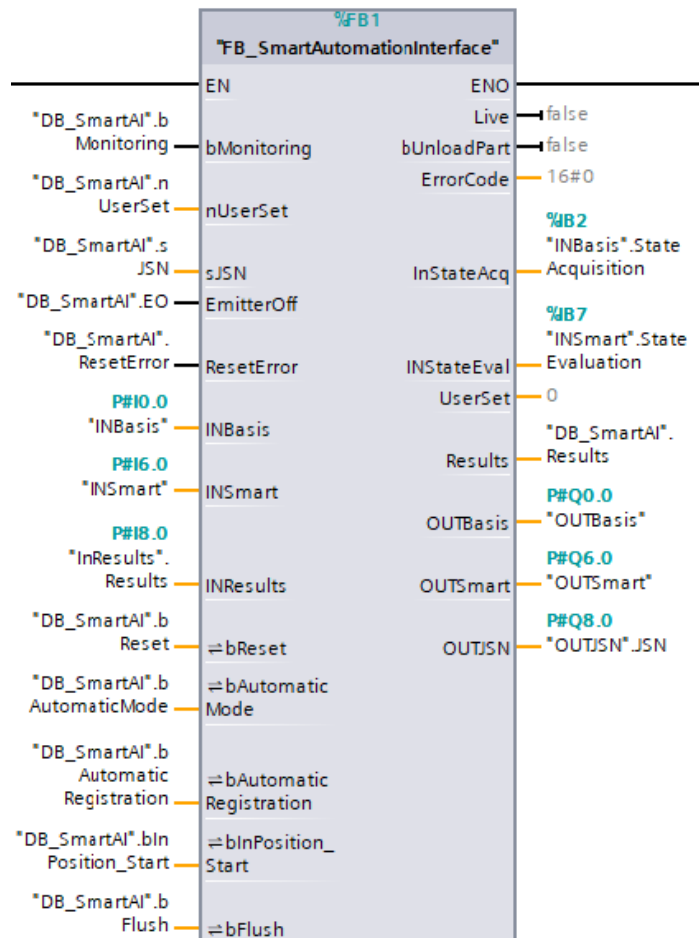 %FB1
"FB_SmartAutomationInterface"
EN
ENO
Live
false
"DB_SmartAI".b
Monitoring
bMonitoring
bUnloadPart
false
ErrorCode
16#0
"DB_SmartAI".n
UserSet
nUserSet
%IB2
"INBasis".State
Acquisition
"DB_SmartAI".s
JSN
sJSN
InStateAcq
"DB_SmartAI".EO
EmitterOff
"DB_SmartAI".
ResetError
ResetError
%IB7
"INSmart".State
Evaluation
INStateEval
UserSet
0
P#I0.0
"INBasis"
INBasis
"DB_SmartAI".
Results
Results
P#I6.0
"INSmart"
INSmart
P#Q0.0
"OUTBasis"
OUTBasis
P#I8.0
"InResults".
Results
INResults
P#Q6.0
"OUTSmart"
OUTSmart
"DB_SmartAI".b
Reset
⇌bReset
P#Q8.0
"OUTJSN".JSN
OUTJSN
"DB_SmartAI".b
AutomaticMode
⇌bAutomatic
Mode
"DB_SmartAI".b
Automatic
Registration
⇌bAutomatic
Registration
"DB_SmartAI".bIn
Position_Start
⇌bInPosition_
Start
"DB_SmartAI".b
Flush
⇌bFlush